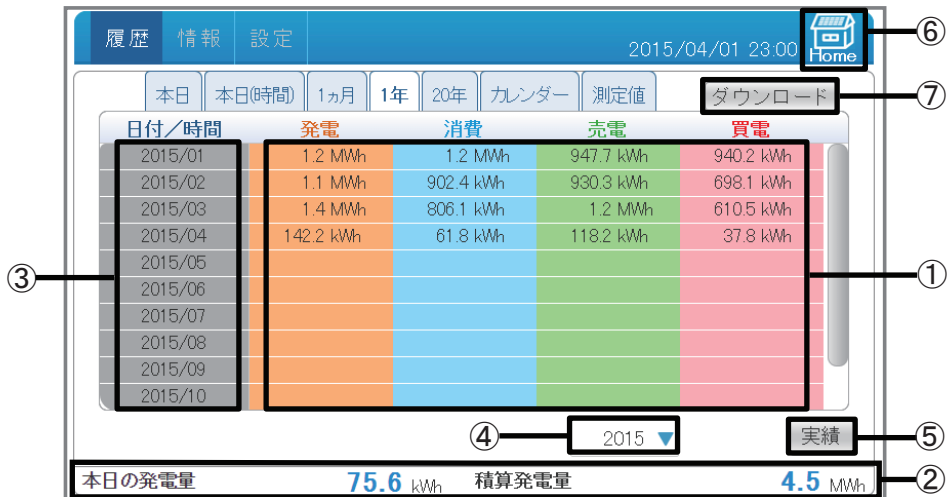 履歴 情報 設定 2015/04/01 23:00 Home ⑥
本日 本日(時間) 1ヵ月 1年 20年 カレンダー 測定値 ダウンロード ⑦
日付／時間 発電 消費 売電 買電
2015/01 1.2 MWh 1.2 MWh 947.7 kWh 940.2 kWh
2015/02 1.1 MWh 902.4 kWh 930.3 kWh 698.1 kWh
2015/03 1.4 MWh 806.1 kWh 1.2 MWh 610.5 kWh
2015/04 142.2 kWh 61.8 kWh 118.2 kWh 37.8 kWh
③ 2015/05 ①
2015/06
2015/07
2015/08
2015/09
2015/10
④ 2015 ▼ 実績 ⑤
本日の発電量 75.6 kWh 積算発電量 4.5 MWh ②